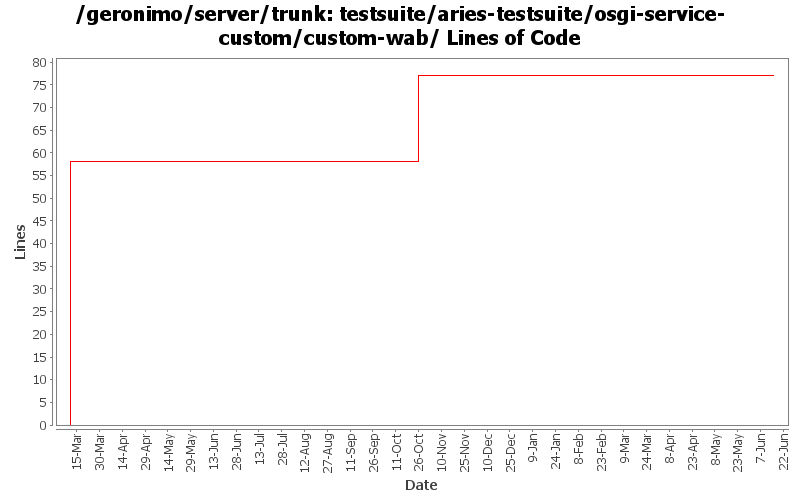 /geronimo/server/trunk: testsuite/aries-testsuite/osgi-service-
custom/custom-wab/ Lines of Code
80
75
70
65
60
55
50
45
40
35
30
25
20
15
10
5
0
Lines
15-Mar
30-Mar
14-Apr
29-Apr
14-May
29-May
13-Jun
28-Jun
13-Jul
28-Jul
12-Aug
27-Aug
11-Sep
26-Sep
11-Oct
26-Oct
10-Nov
25-Nov
10-Dec
25-Dec
9-Jan
24-Jan
8-Feb
23-Feb
9-Mar
24-Mar
8-Apr
23-Apr
8-May
23-May
7-Jun
22-Jun
Date